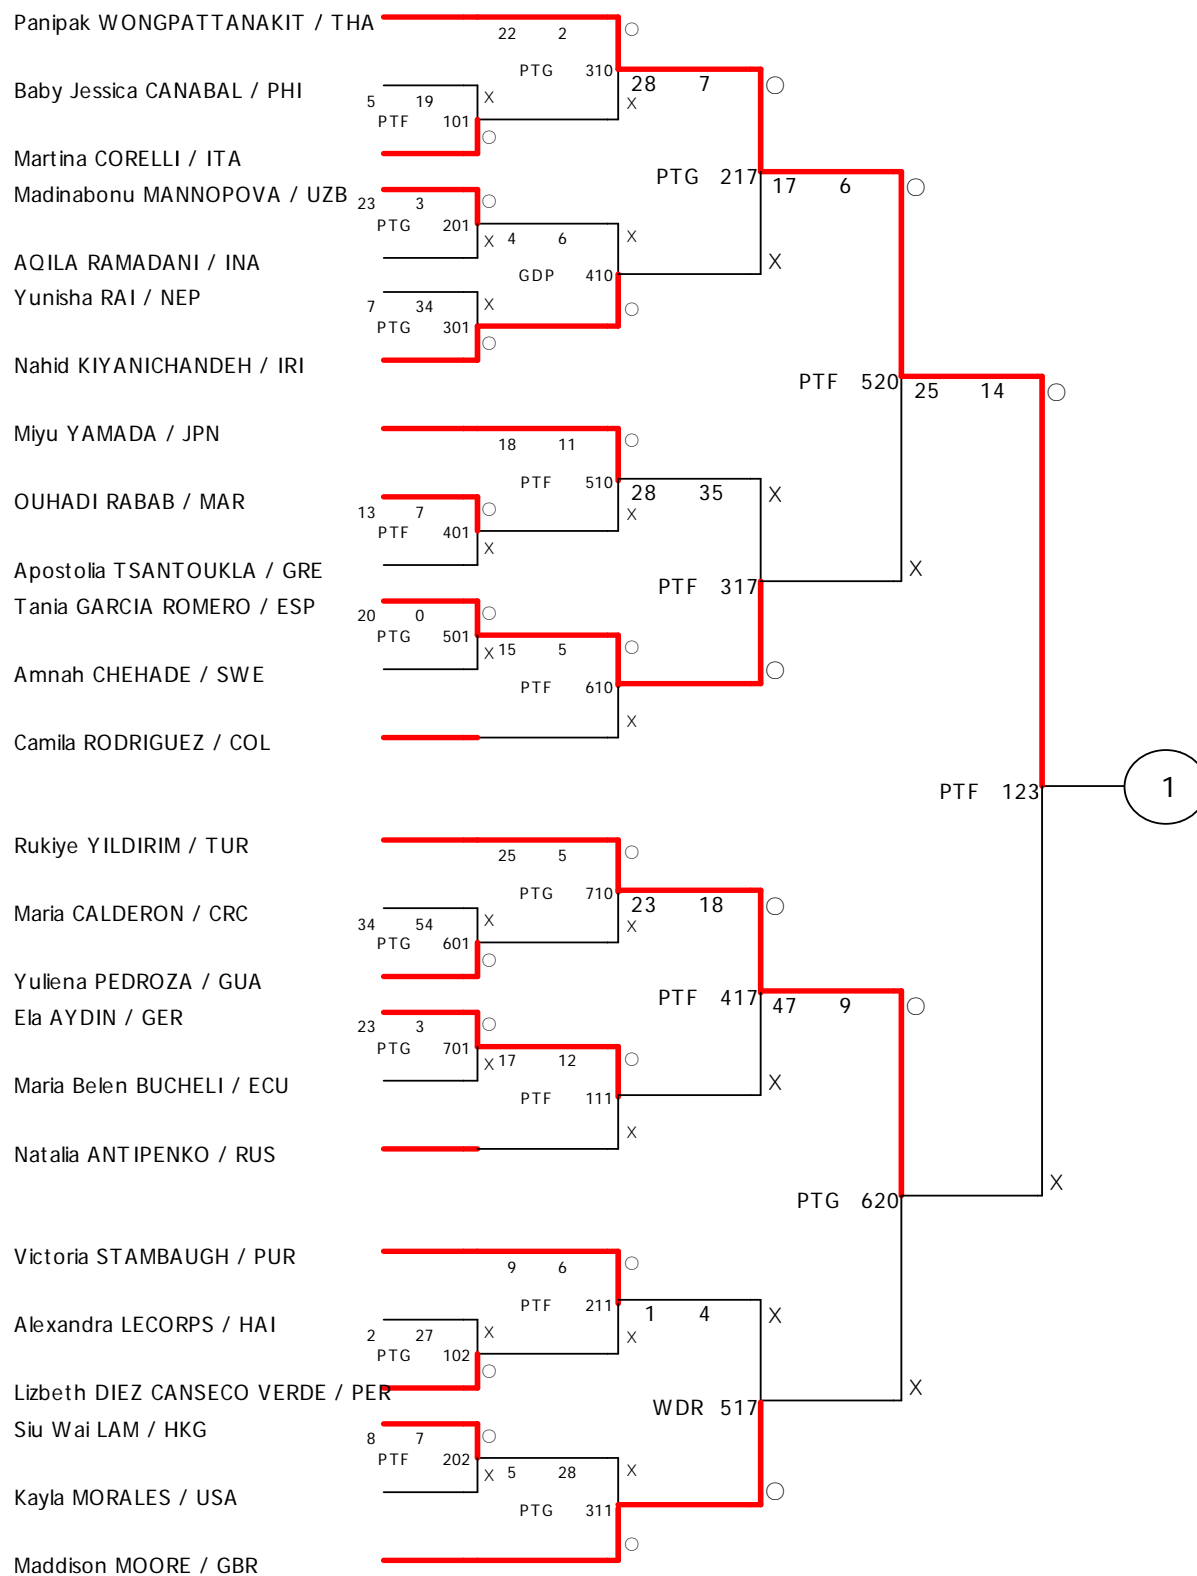 Panipak WONGPATTANAKIT / THA
22 2
PTG 310
28 7
Baby Jessica CANABAL / PHI
X
X
5 19
PTF 101
Martina CORELLI / ITA
PTG 217
17 6
Madinabonu MANNOPOVA / UZB
23 3
PTG 201
X
4 6
X
AQILA RAMADANI / INA
GDP 410
X
Yunisha RAI / NEP
X
7 34
PTG 301
Nahid KIYANICHANDEH / IRI
PTF 520
25 14
Miyu YAMADA / JPN
18 11
PTF 510
28 35
X
OUHADI RABAB / MAR
13 7
X
PTF 401
X
Apostolia TSANTOUKLA / GRE
X
PTF 317
Tania GARCIA ROMERO / ESP
20 0
PTG 501
X
15 5
Amnah CHEHADE / SWE
PTF 610
X
Camila RODRIGUEZ / COL
PTF 123
1
Rukiye YILDIRIM / TUR
25 5
PTG 710
23 18
Maria CALDERON / CRC
X
X
34 54
PTG 601
Yuliena PEDROZA / GUA
PTF 417
47 9
Ela AYDIN / GER
23 3
PTG 701
X
17 12
Maria Belen BUCHELI / ECU
X
PTF 111
X
Natalia ANTIPENKO / RUS
X
PTG 620
Victoria STAMBAUGH / PUR
9 6
PTF 211
1 4
X
Alexandra LECORPS / HAI
X
X
2 27
PTG 102
Lizbeth DIEZ CANSECO VERDE / PER
X
WDR 517
Siu Wai LAM / HKG
8 7
PTF 202
X
5 28
X
Kayla MORALES / USA
PTG 311
Maddison MOORE / GBR